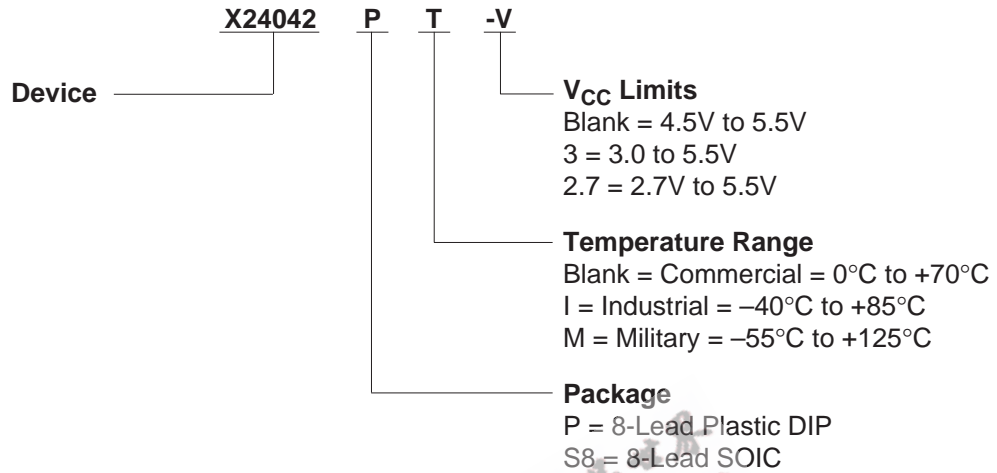 X24042 P T -V
Device
VCC Limits
Blank = 4.5V to 5.5V
3 = 3.0 to 5.5V
2.7 = 2.7V to 5.5V
Temperature Range
Blank = Commercial = 0°C to +70°C
I = Industrial = –40°C to +85°C
M = Military = –55°C to +125°C
Package
P = 8-Lead Plastic DIP
S8 = 8-Lead SOIC